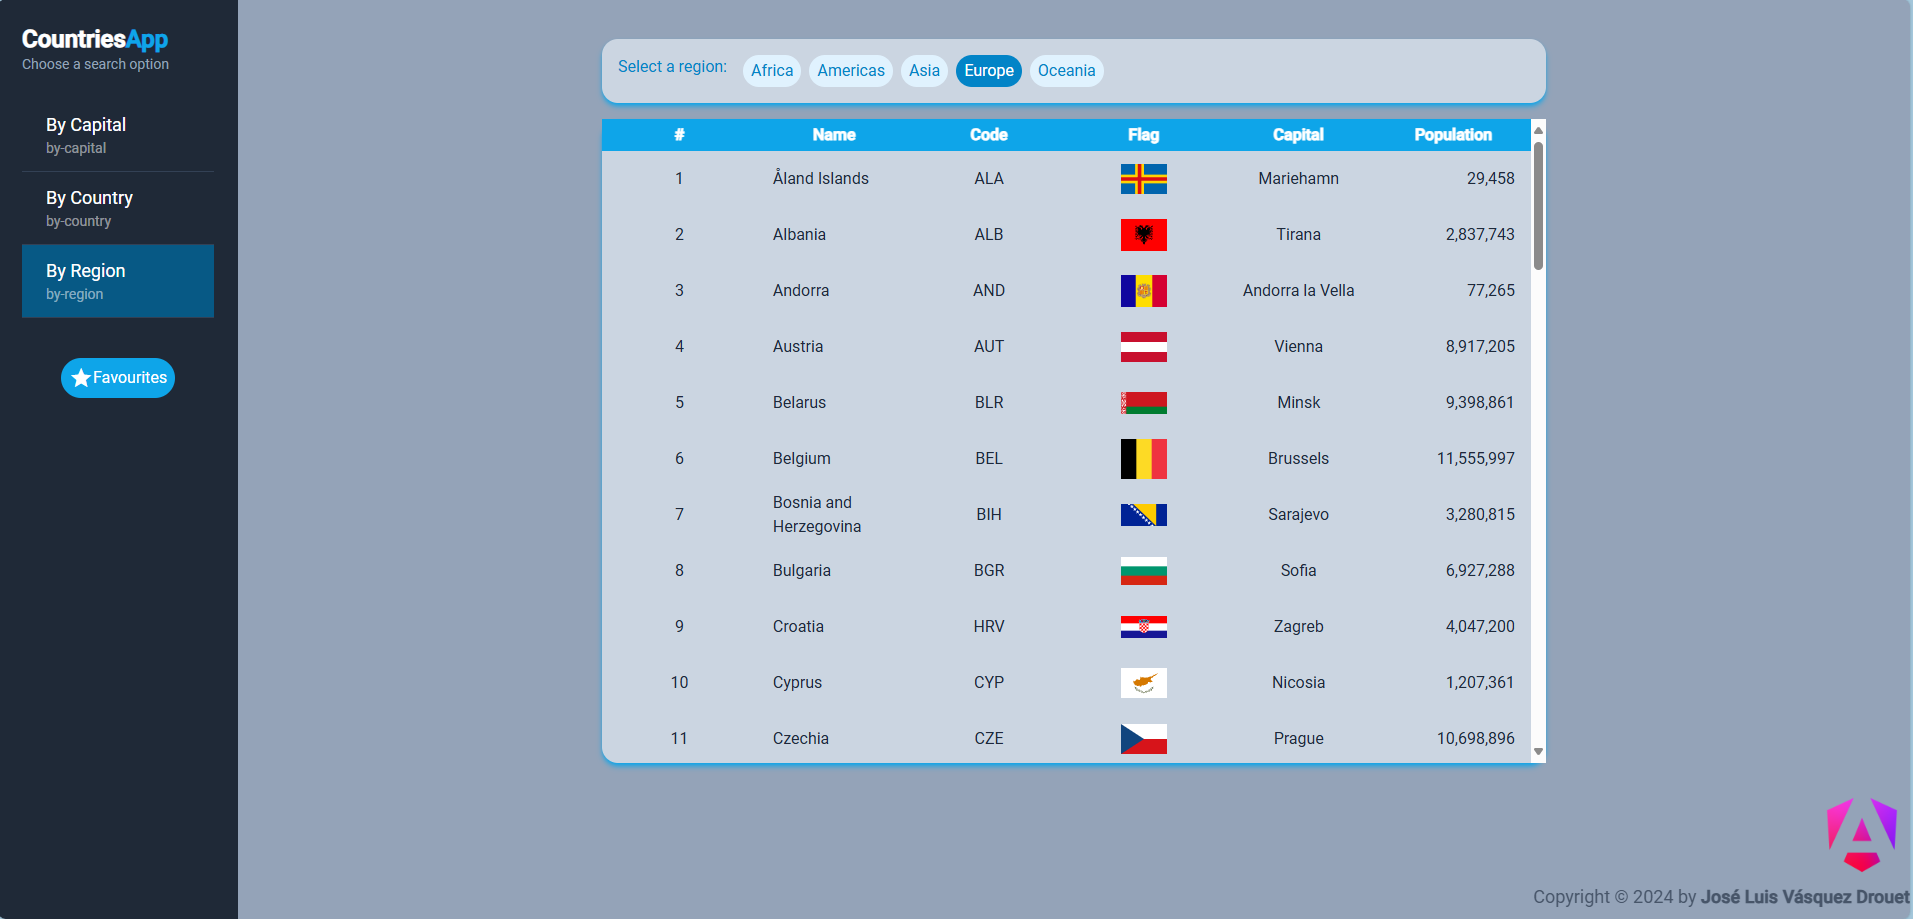 CountriesApp
Choose a search option
By Capital
by-capital
By Country
by-country
By Region
by-region
Favourites
Select a region: Africa Americas Asia Europe Oceania
# Name Code Flag Capital Population
1 Åland Islands ALA Mariehamn 29,458
2 Albania ALB Tirana 2,837,743
3 Andorra AND Andorra la Vella 77,265
4 Austria AUT Vienna 8,917,205
5 Belarus BLR Minsk 9,398,861
6 Belgium BEL Brussels 11,555,997
7 Bosnia and
Herzegovina BIH Sarajevo 3,280,815
8 Bulgaria BGR Sofia 6,927,288
9 Croatia HRV Zagreb 4,047,200
10 Cyprus CYP Nicosia 1,207,361
11 Czechia CZE Prague 10,698,896
Copyright © 2024 by José Luis Vásquez Drouet